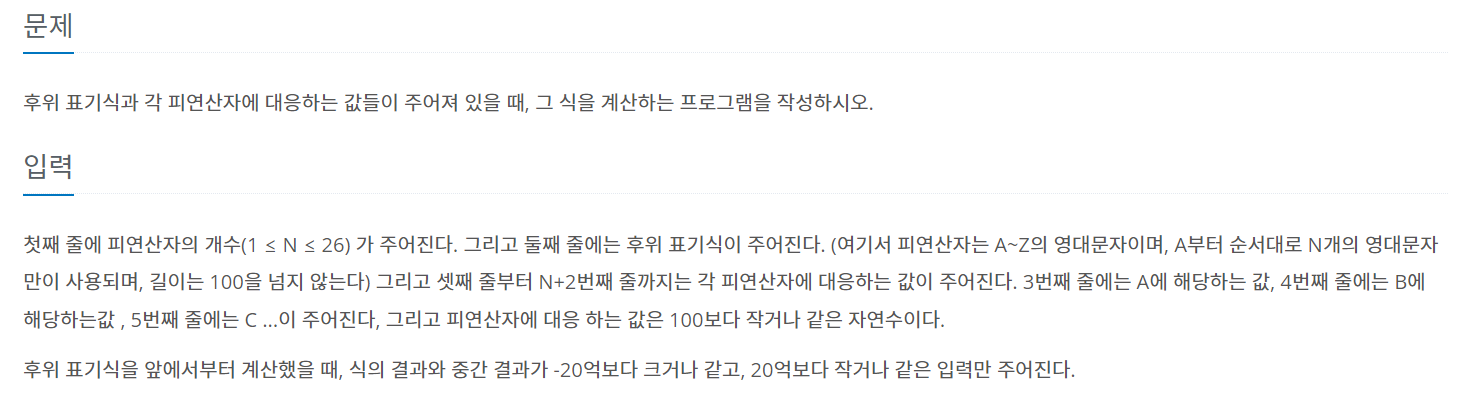 문제
후위 표기식과 각 피연산자에 대응하는 값들이 주어져 있을 때, 그 식을 계산하는 프로그램을 작성하시오.
입력
첫째 줄에 피연산자의 개수(1 ≤ N ≤ 26) 가 주어진다. 그리고 둘째 줄에는 후위 표기식이 주어진다. (여기서 피연산자는 A~Z의 영대문자이며, A부터 순서대로 N개의 영대문자
만이 사용되며, 길이는 100을 넘지 않는다) 그리고 셋째 줄부터 N+2번째 줄까지는 각 피연산자에 대응하는 값이 주어진다. 3번째 줄에는 A에 해당하는 값, 4번째 줄에는 B에
해당하는값 , 5번째 줄에는 C ...이 주어진다, 그리고 피연산자에 대응 하는 값은 100보다 작거나 같은 자연수이다.
후위 표기식을 앞에서부터 계산했을 때, 식의 결과와 중간 결과가 -20억보다 크거나 같고, 20억보다 작거나 같은 입력만 주어진다.